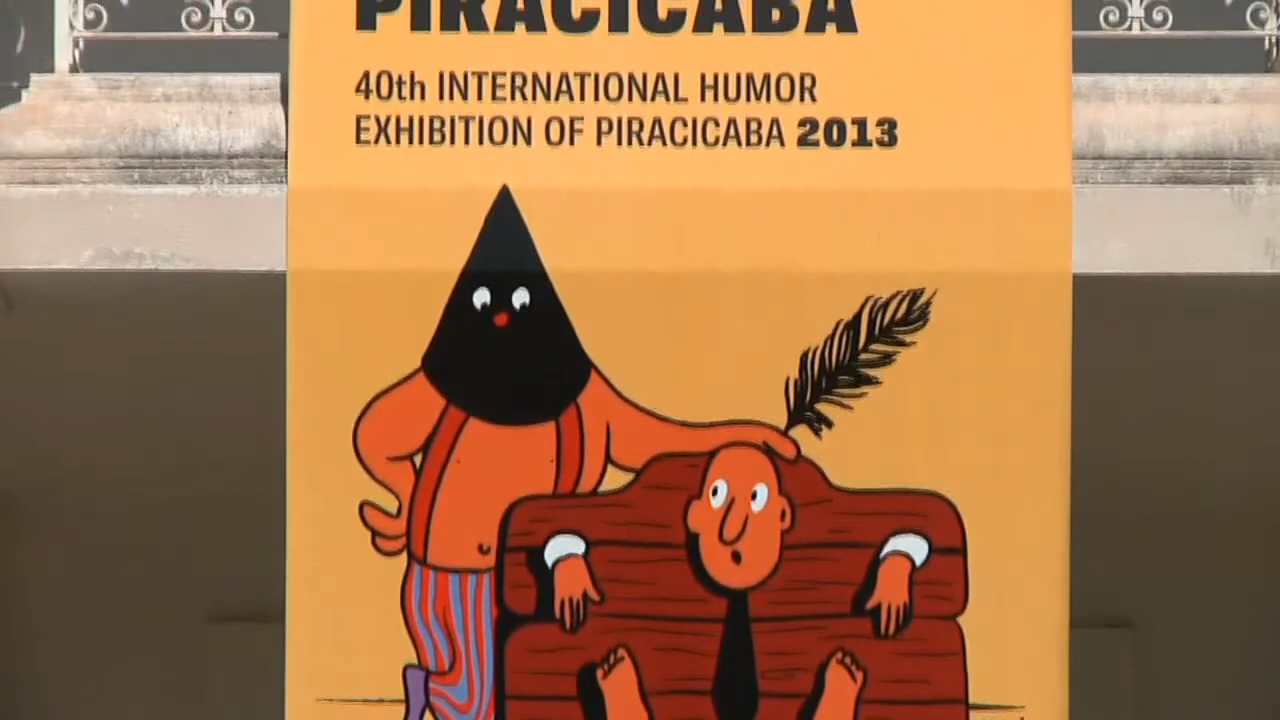 PIRACICABA
40th INTERNATIONAL HUMOR
EXHIBITION OF PIRACICABA 2013